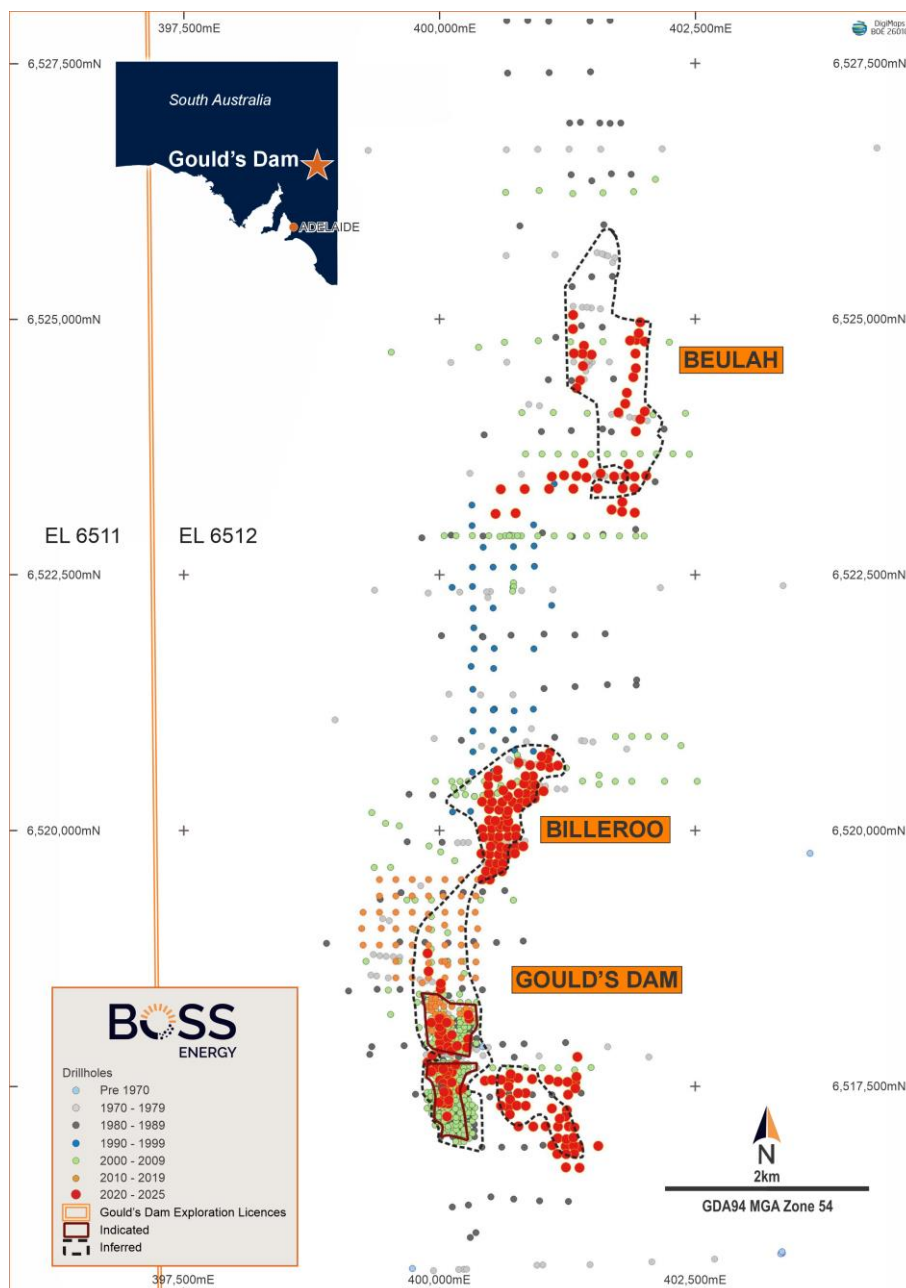 397,500mE 400,000mE 402,500mE
DigiMaps
BOE 26010
6,527,500mN 6,527,500mN
South Australia
Gould's Dam
ADELAIDE
6,525,000mN 6,525,000mN
BEULAH
EL 6511 EL 6512
6,522,500mN 6,522,500mN
6,520,000mN 6,520,000mN
BILLEROO
GOULD'S DAM
BOSS
ENERGY
Drillholes
Pre 1970
1970 - 1979
1980 - 1989
1990 - 1999
2000 - 2009
2010 - 2019
2020 - 2025
Gould's Dam Exploration Licences
Indicated
Inferred
6,517,500mN
N
2km
GDA94 MGA Zone 54
397,500mE 400,000mE 402,500mE